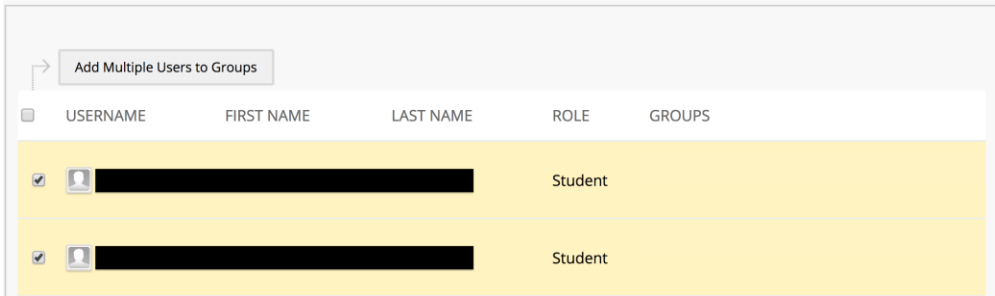 Add Multiple Users to Groups
USERNAME FIRST NAME LAST NAME ROLE GROUPS
Student
Student